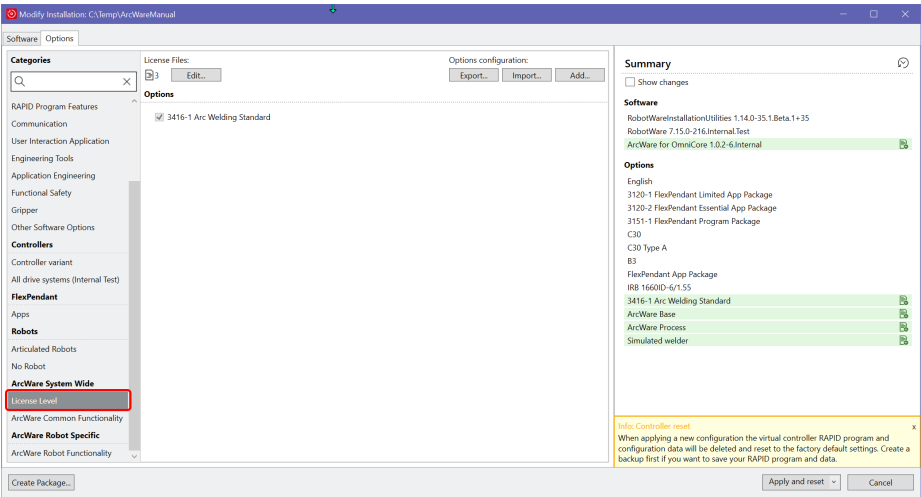 Modify Installation: C:\Temp\ArcWareManual
Software Options
Categories
RAPID Program Features
Communication
User Interaction Application
Engineering Tools
Application Engineering
Functional Safety
Gripper
Other Software Options
Controllers
Controller variant
All drive systems (Internal Test)
FlexPendant
Apps
Robots
Articulated Robots
No Robot
ArcWare System Wide
License Level
ArcWare Common Functionality
ArcWare Robot Specific
ArcWare Robot Functionality
License Files:
3 Edit...
Options configuration:
Export... Import... Add...
Options
3416-1 Arc Welding Standard
Summary
Show changes
Software
RobotWareInstallationUtilities 1.14.0-35.1.Beta.1+35
RobotWare 7.15.0-216.Internal.Test
ArcWare for OmniCore 1.0.2-6.Internal
Options
English
3120-1 FlexPendant Limited App Package
3120-2 FlexPendant Essential App Package
3151-1 FlexPendant Program Package
C30
C30 Type A
B3
FlexPendant App Package
IRB 1660ID-6/1.55
3416-1 Arc Welding Standard
ArcWare Base
ArcWare Process
Simulated welder
Info: Controller reset x
When applying a new configuration the virtual controller RAPID program and
configuration data will be deleted and reset to the factory default settings. Create a
backup first if you want to save your RAPID program and data.
Create Package...
Apply and reset
Cancel